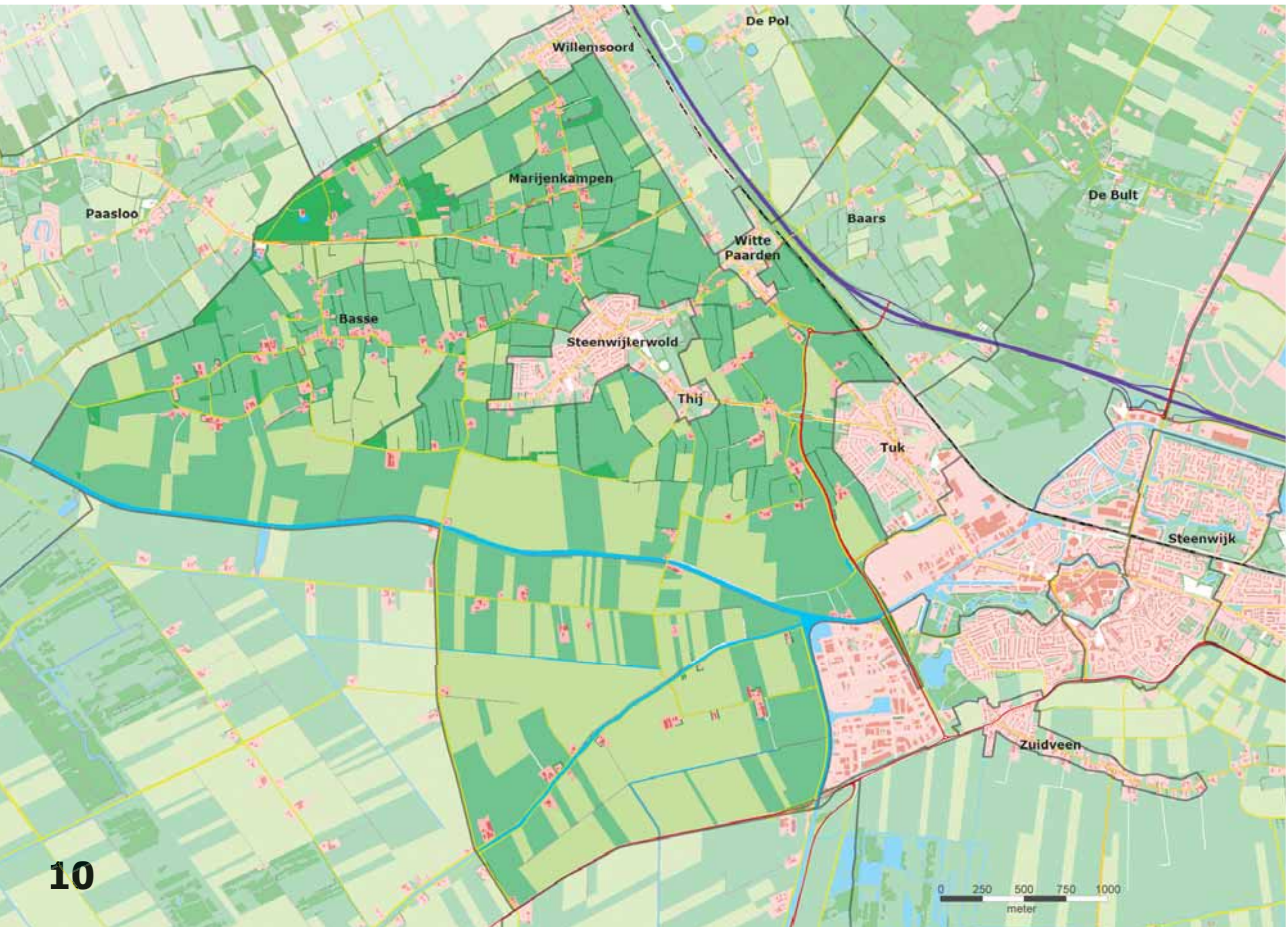 De Pol
Willemsoord
Marijenkampen
De Bult
Paasloo
Baars
Witte
Paarden
Basse
Steenwijkerwold
Thij
Tuk
Steenwijk
Zuidveen
10
0 250 500 750 1000
meter